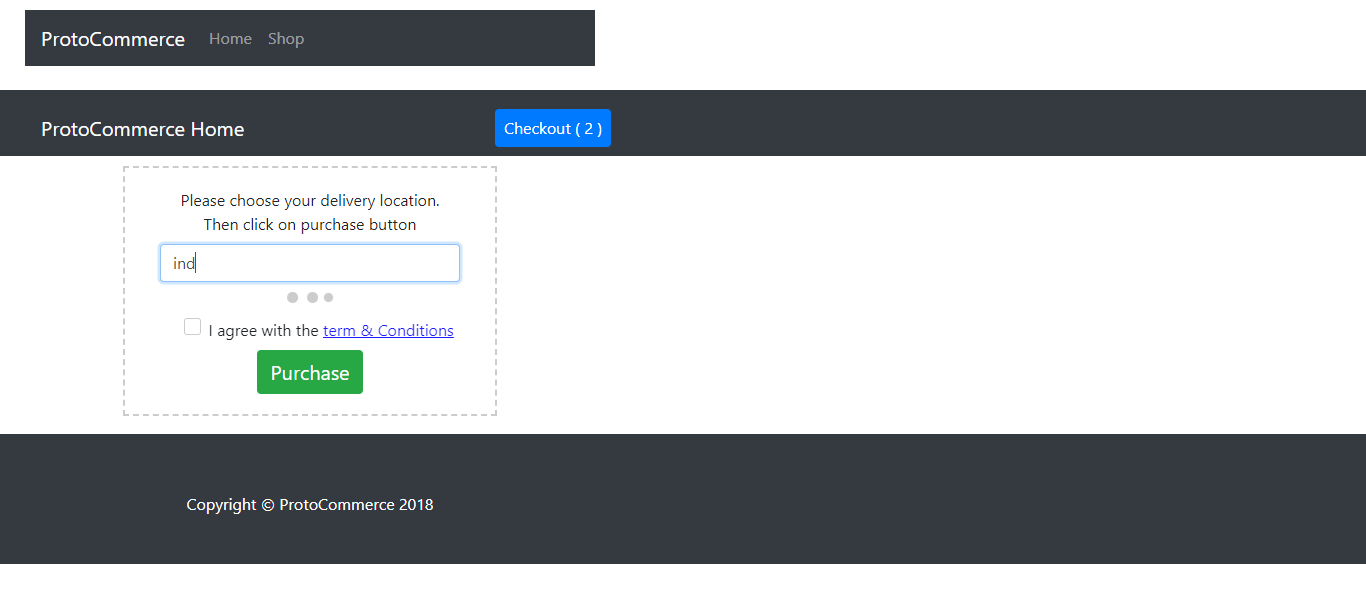 ProtoCommerce Home Shop
ProtoCommerce Home Checkout ( 2 )
Please choose your delivery location.
Then click on purchase button
ind
I agree with the term & Conditions
Purchase
Copyright © ProtoCommerce 2018